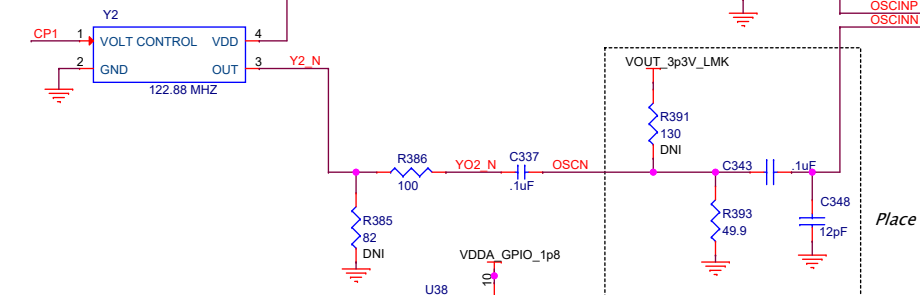 OSCINP
OSCINN
Y2
CP1
1
VOLT CONTROL
VDD
4
2
GND
OUT
3
Y2_N
122.88 MHZ
VOUT_3p3V_LMK
R391
130
DNI
R386
100
YO2_N
C337
.1uF
OSCN
C343
.1uF
R385
82
DNI
R393
49.9
C348
12pF
Place
VDDA_GPIO_1p8
10
U38